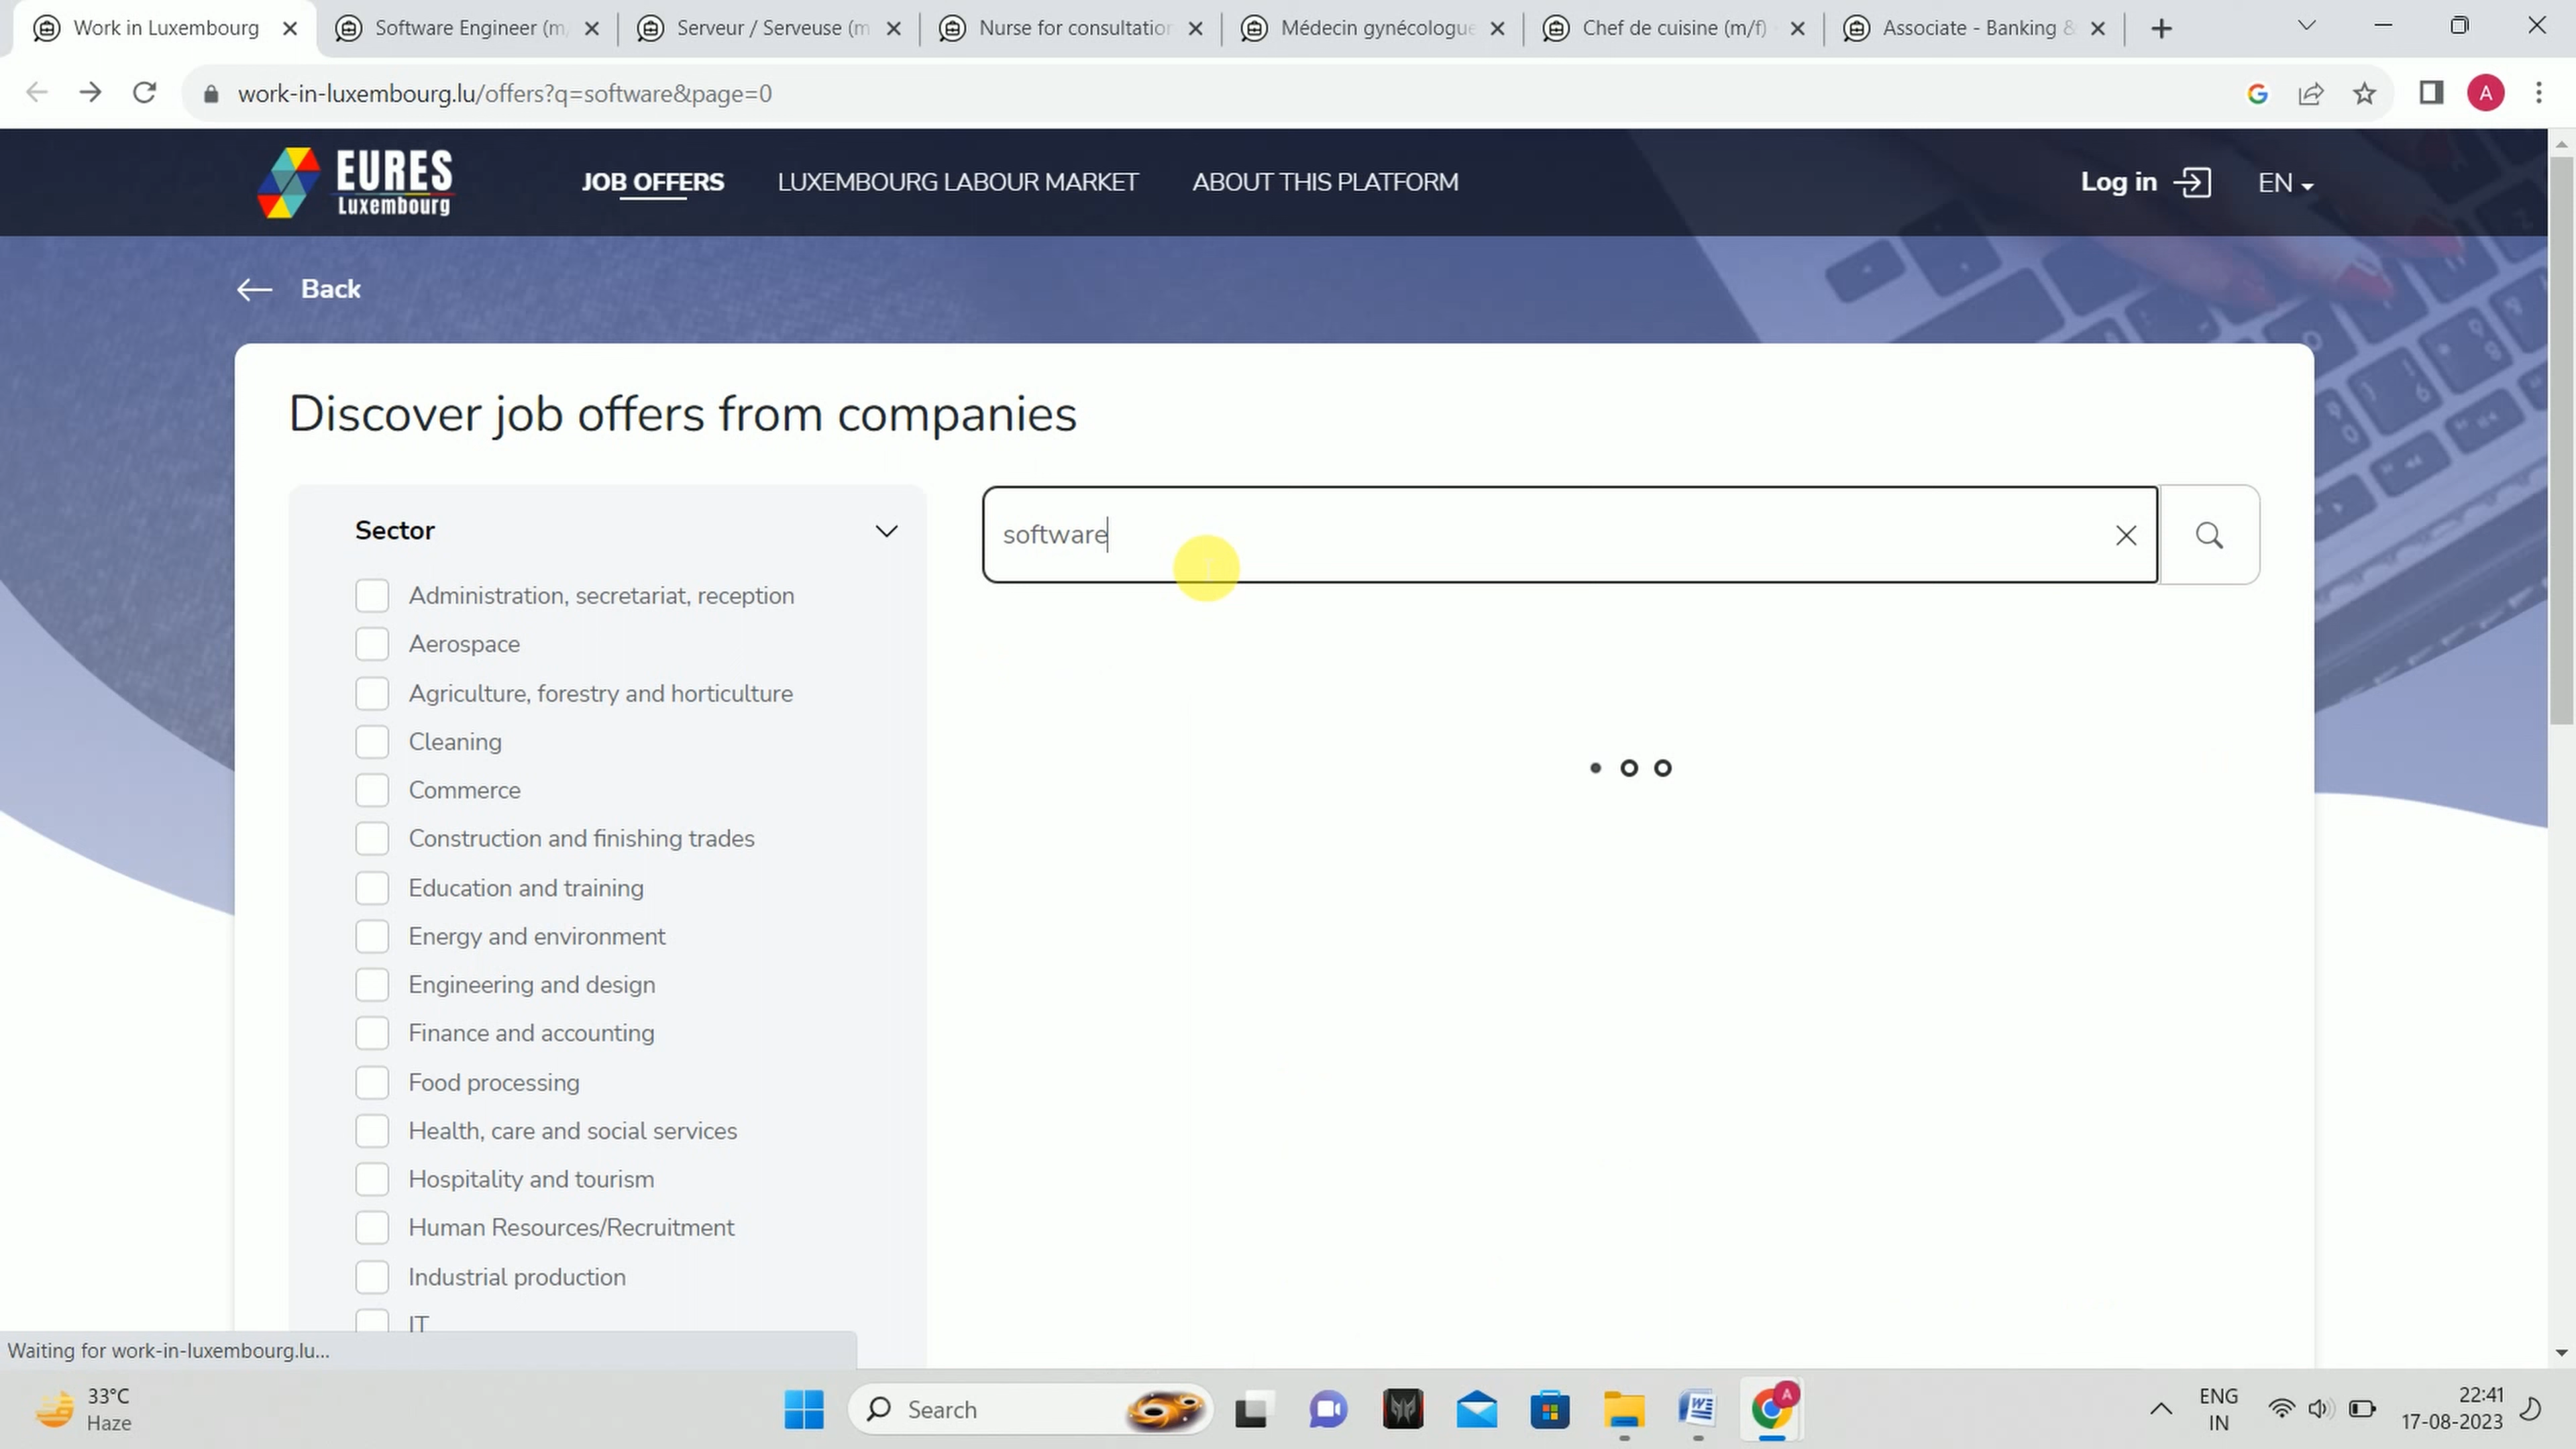 Work in Luxembourg
Software Engineer (m/
Serveur / Serveuse (m
Nurse for consultation
Médecin gynécologue
Chef de cuisine (m/f)
Associate - Banking &
work-in-luxembourg.lu/offers?q=software&page=0
A
EURES
Luxembourg
JOB OFFERS
LUXEMBOURG LABOUR MARKET
ABOUT THIS PLATFORM
Log in
EN
Back
Discover job offers from companies
Sector
software
Administration, secretariat, reception
Aerospace
Agriculture, forestry and horticulture
Cleaning
Commerce
Construction and finishing trades
Education and training
Energy and environment
Engineering and design
Finance and accounting
Food processing
Health, care and social services
Hospitality and tourism
Human Resources/Recruitment
Industrial production
IT
Waiting for work-in-luxembourg.lu...
33°C
Haze
Search
A
ENG
IN
22:41
17-08-2023